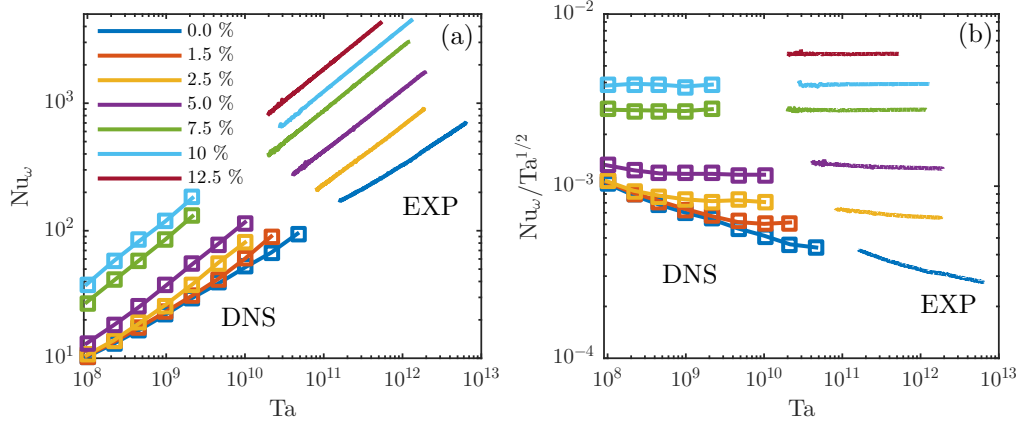 (a)
0.0 %
1.5 %
2.5 %
5.0 %
7.5 %
10 %
12.5 %
EXP
DNS
Nu_ω
10^1
10^2
10^3
10^8 10^9 10^10 10^11 10^12 10^13
Ta
(b)
DNS
EXP
Nu_ω/Ta^{1/2}
10^−2
10^−3
10^−4
10^8 10^9 10^10 10^11 10^12 10^13
Ta